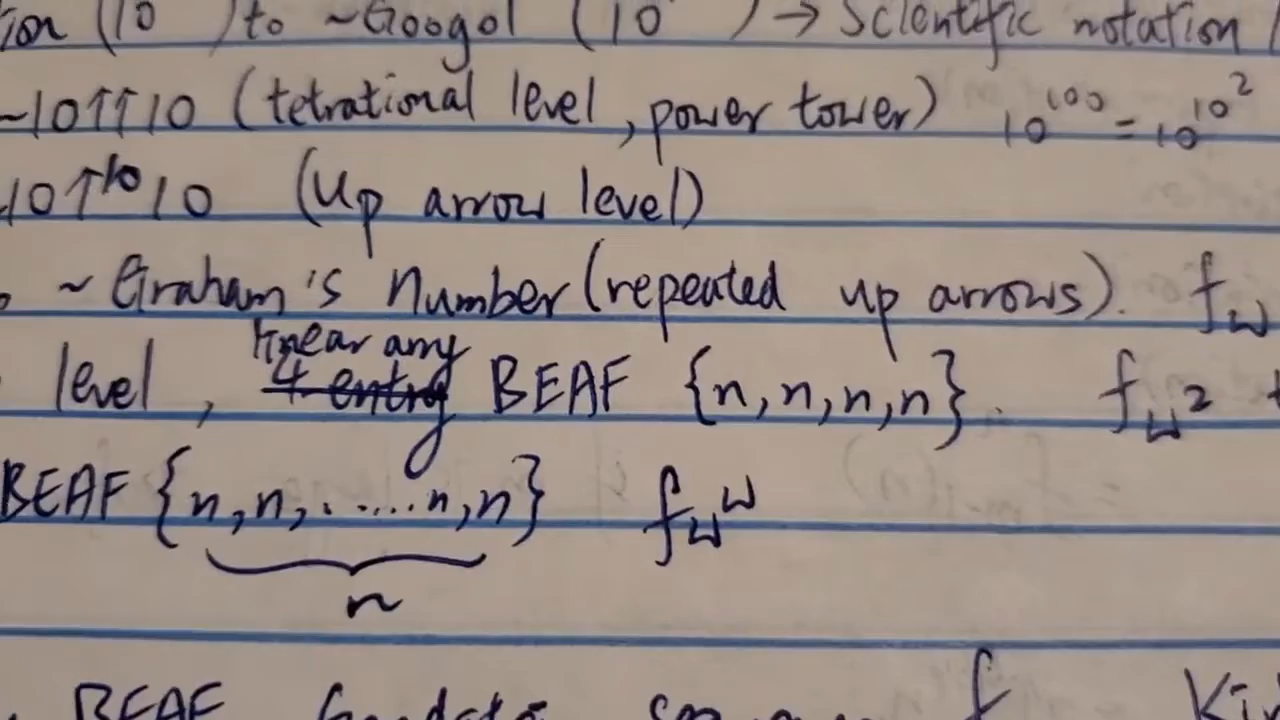 (10 ) to ~Googol (10 ) → Scientific notation
~10↑↑10 (tetrational level, power tower) 10^100 = 10^10^2
10↑^10 10 (Up arrow level)
~ Graham's Number (repeated up arrows). f_ω
linear array
level, 4 entry BEAF {n,n,n,n}. f_ω^2
BEAF {n,n,.....n,n} f_ω^ω
n
BEAF